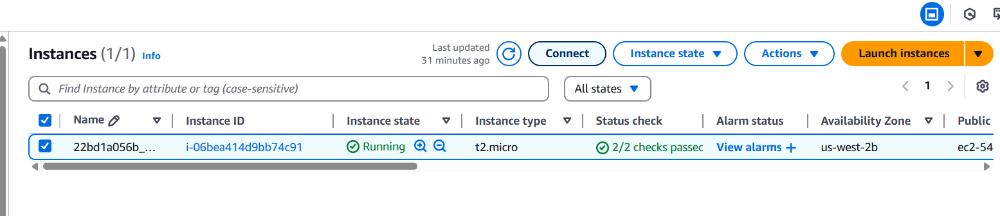 Instances (1/1) Info
Last updated
31 minutes ago
Connect
Instance state
Actions
Launch instances
Find Instance by attribute or tag (case-sensitive)
All states
1
Name Instance ID Instance state Instance type Status check Alarm status Availability Zone Public
22bd1a056b_... i-06bea414d9bb74c91 Running t2.micro 2/2 checks passec View alarms + us-west-2b ec2-54